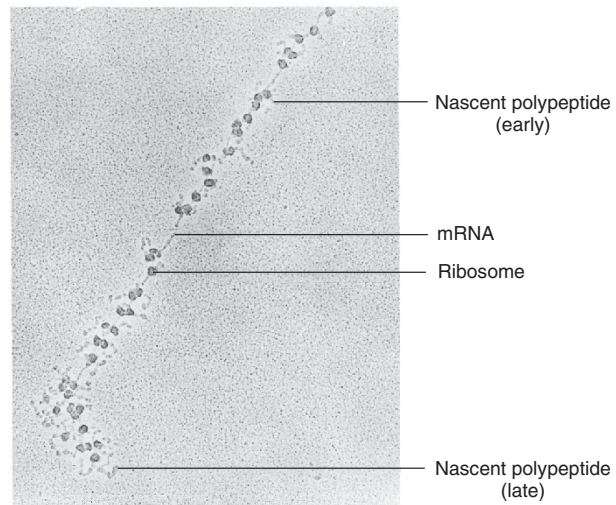 Nascent polypeptide
(early)
mRNA
Ribosome
Nascent polypeptide
(late)